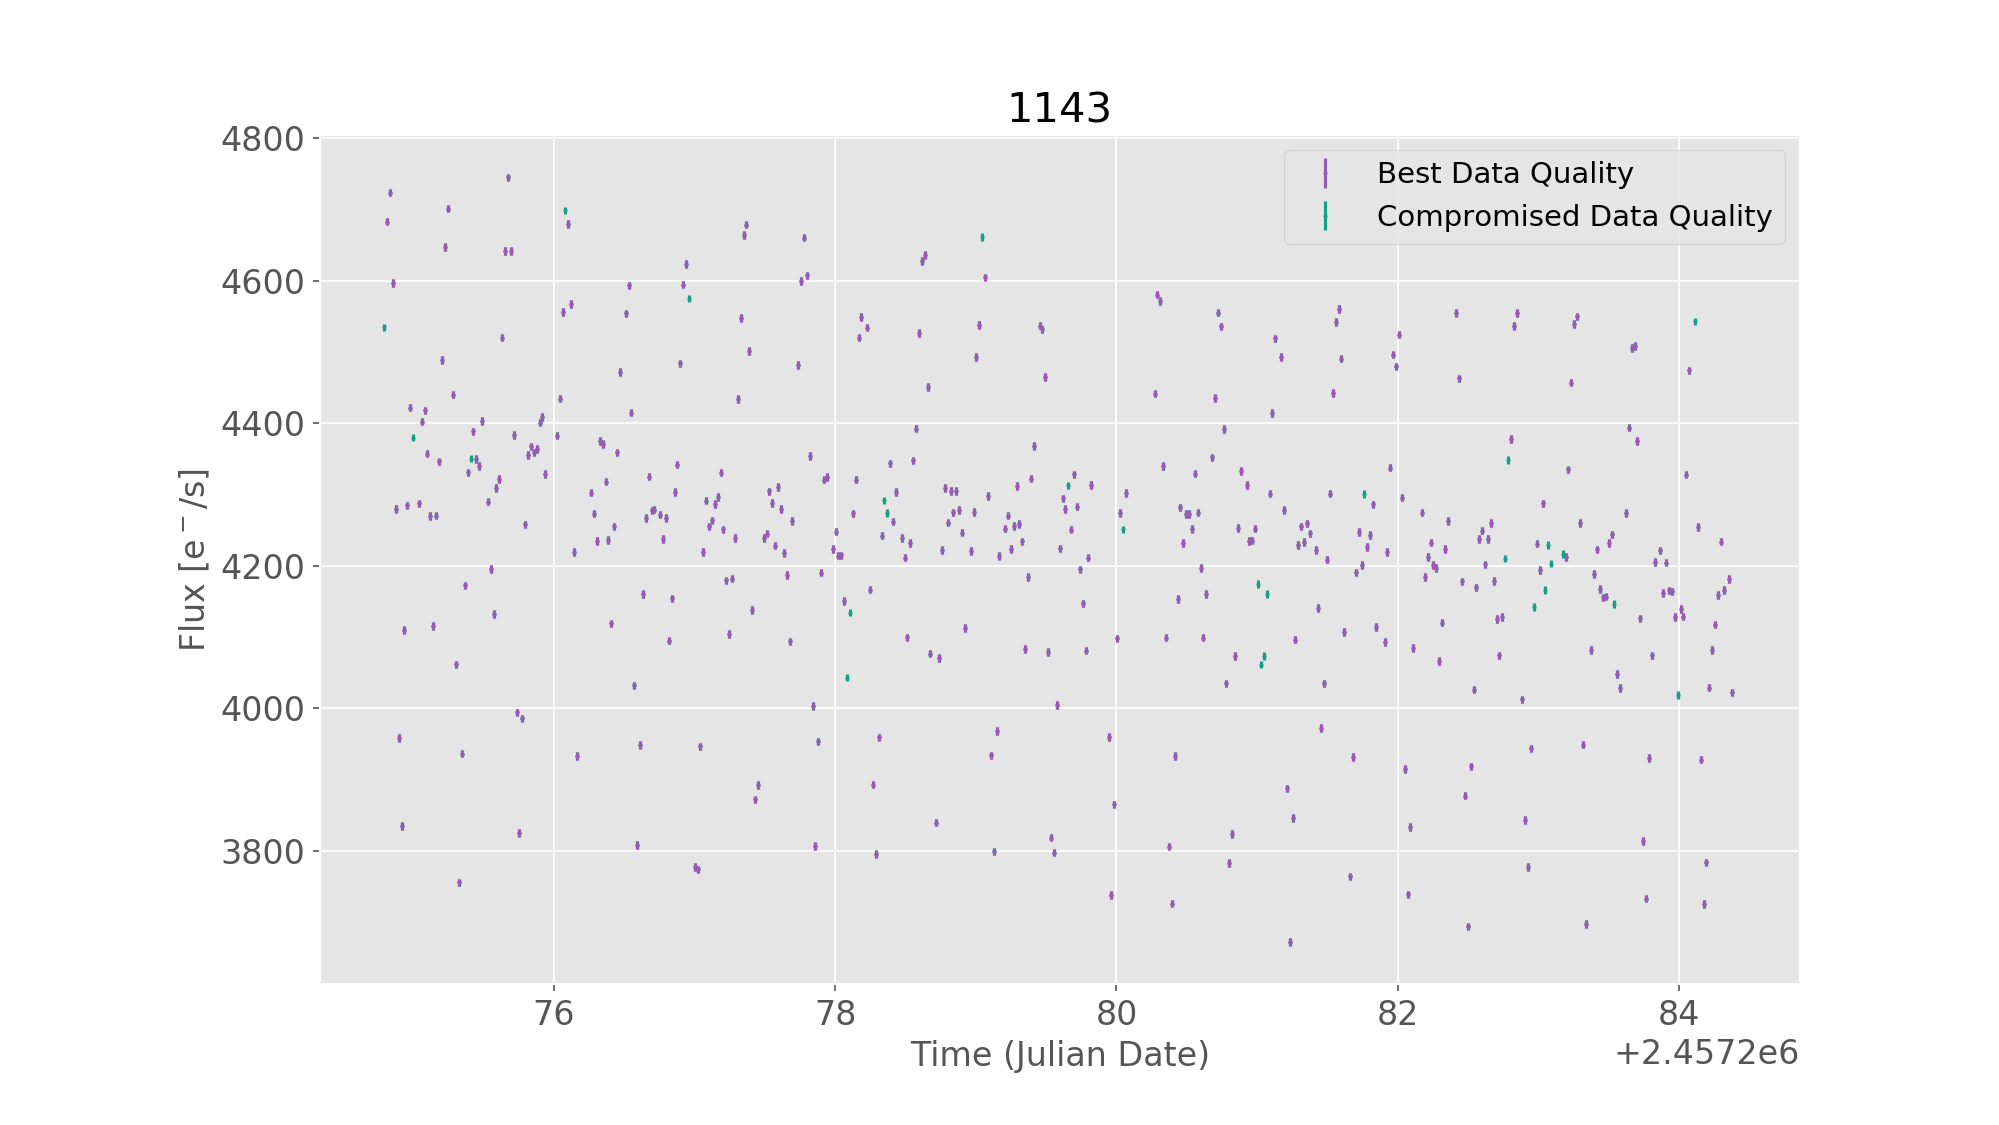 1143
4800
4600
4400
4200
4000
3800
Flux [e⁻/s]
Best Data Quality
Compromised Data Quality
76 78 80 82 84
Time (Julian Date)
+2.4572e6